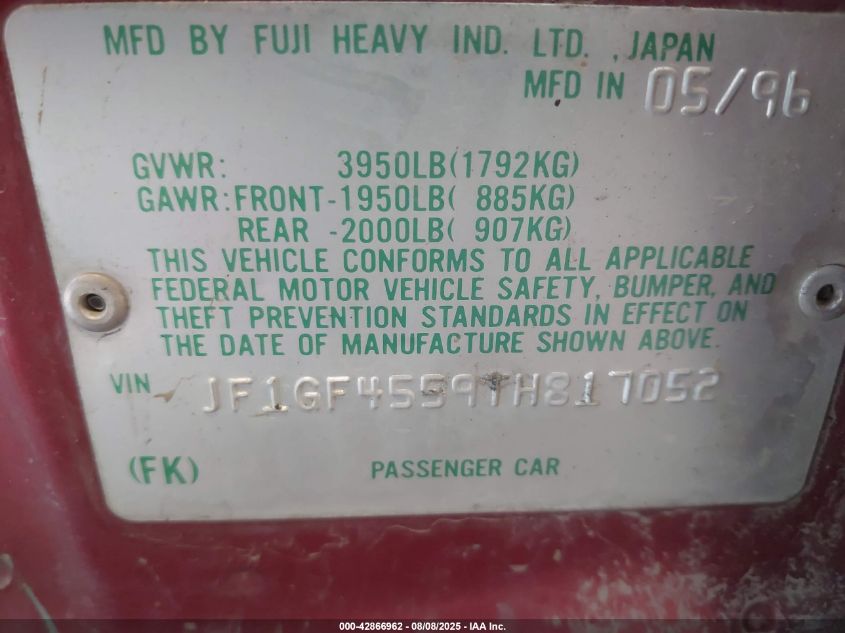 MFD BY FUJI HEAVY IND. LTD. , JAPAN
MFD IN 05/96
GVWR: 3950LB(1792KG)
GAWR:FRONT-1950LB( 885KG)
REAR -2000LB( 907KG)
THIS VEHICLE CONFORMS TO ALL APPLICABLE
FEDERAL MOTOR VEHICLE SAFETY, BUMPER, AND
THEFT PREVENTION STANDARDS IN EFFECT ON
THE DATE OF MANUFACTURE SHOWN ABOVE.
VIN JF1GF4559TH817052
(FK) PASSENGER CAR
000-42866962 - 08/08/2025 - IAA Inc.